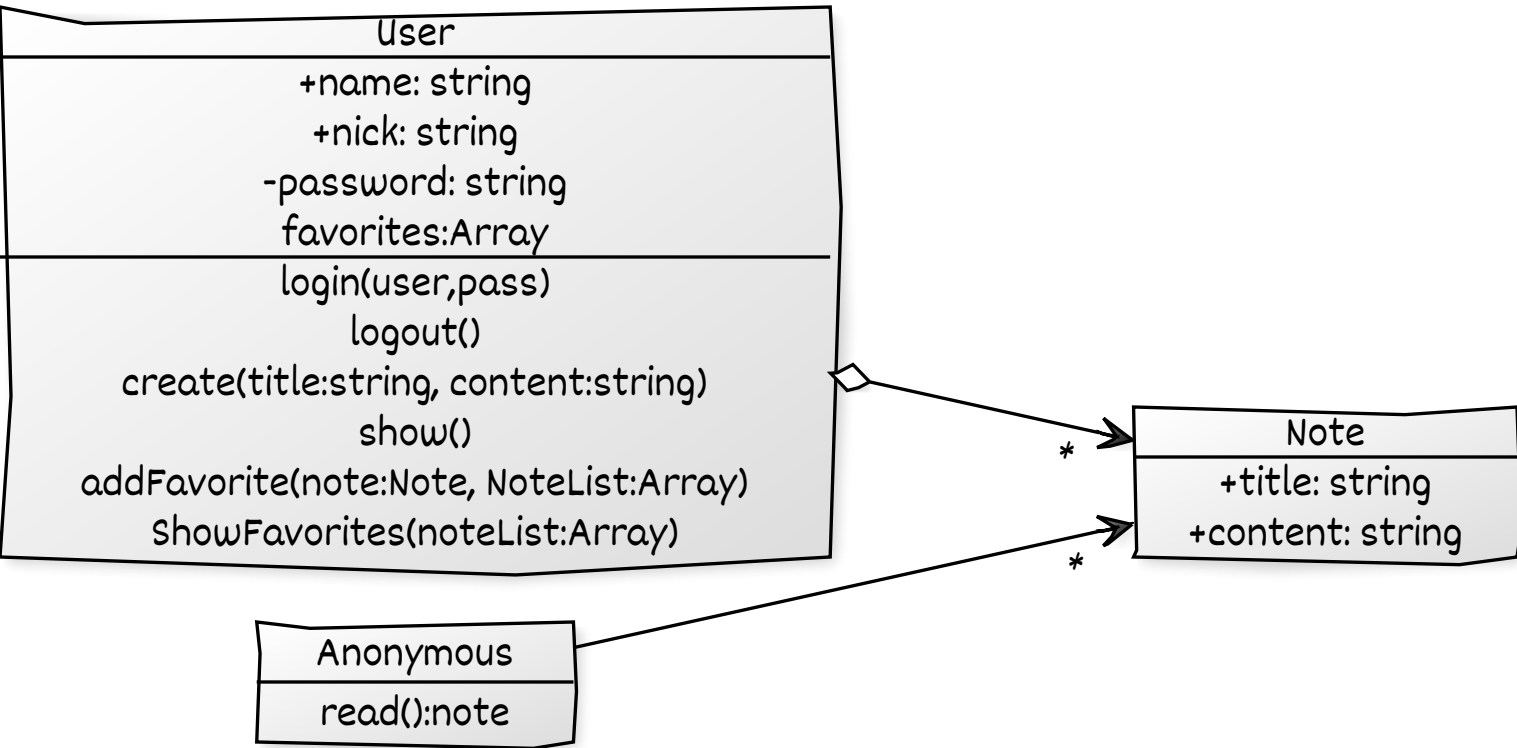 User
+name: string
+nick: string
-password: string
favorites:Array
login(user,pass)
logout()
create(title:string, content:string)
show()
addFavorite(note:Note, NoteList:Array)
ShowFavorites(noteList:Array)
*
Note
+title: string
+content: string
*
Anonymous
read():note